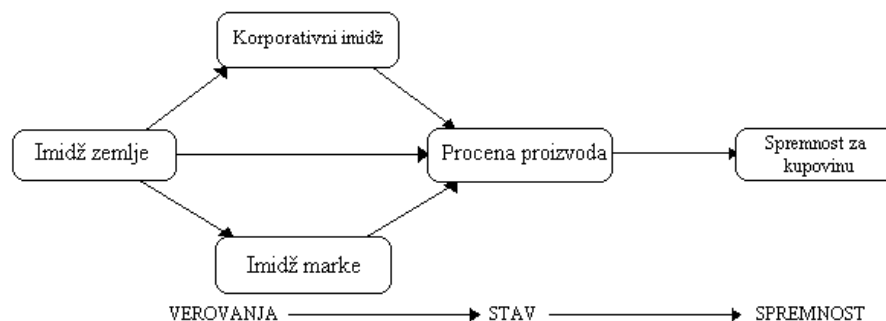 Korporativni imidž
Imidž zemlje
Procena proizvoda
Spremnost za
kupovinu
Imidž marke
VEROVANJA
STAV
SPREMNOST